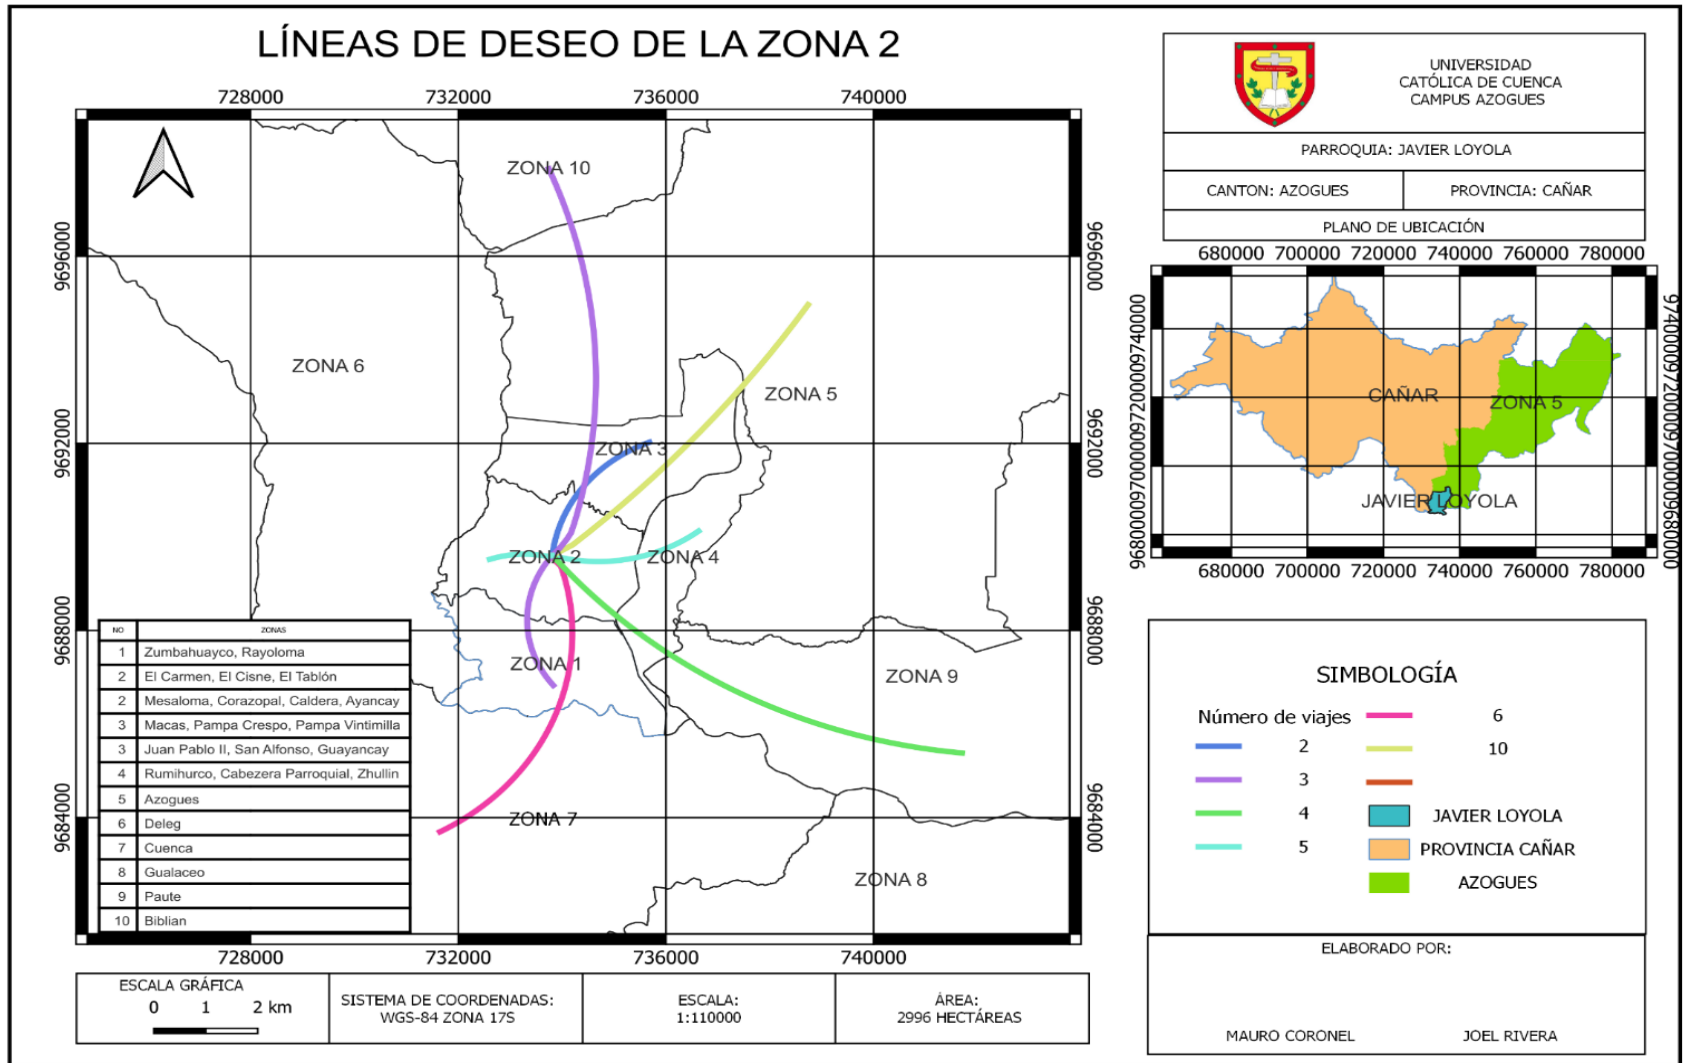 LÍNEAS DE DESEO DE LA ZONA 2
728000 732000 736000 740000
9696000 9696000
9692000 9692000
9688000 9688000
9684000 9684000
ZONA 10
ZONA 6
ZONA 5
ZONA 3
ZONA 2
ZONA 4
ZONA 1
ZONA 9
ZONA 7
ZONA 8
NO ZONAS
1 Zumbahuayco, Rayoloma
2 El Carmen, El Cisne, El Tablón
2 Mesaloma, Corazopal, Caldera, Ayancay
3 Macas, Pampa Crespo, Pampa Vintimilla
3 Juan Pablo II, San Alfonso, Guayancay
4 Rumihurco, Cabezera Parroquial, Zhullin
5 Azogues
6 Deleg
7 Cuenca
8 Gualaceo
9 Paute
10 Biblian
728000 732000 736000 740000
ESCALA GRÁFICA
0 1 2 km
SISTEMA DE COORDENADAS:
WGS-84 ZONA 17S
ESCALA:
1:110000
ÁREA:
2996 HECTÁREAS
UNIVERSIDAD
CATÓLICA DE CUENCA
CAMPUS AZOGUES
PARROQUIA: JAVIER LOYOLA
CANTON: AZOGUES PROVINCIA: CAÑAR
PLANO DE UBICACIÓN
680000 700000 720000 740000 760000 780000
9680000 9700000 9720000 9740000
9740000 9720000 9700000 9680000
CAÑAR
ZONA 5
JAVIER LOYOLA
680000 700000 720000 740000 760000 780000
SIMBOLOGÍA
Número de viajes
2
3
4
5
6
10
JAVIER LOYOLA
PROVINCIA CAÑAR
AZOGUES
ELABORADO POR:
MAURO CORONEL JOEL RIVERA